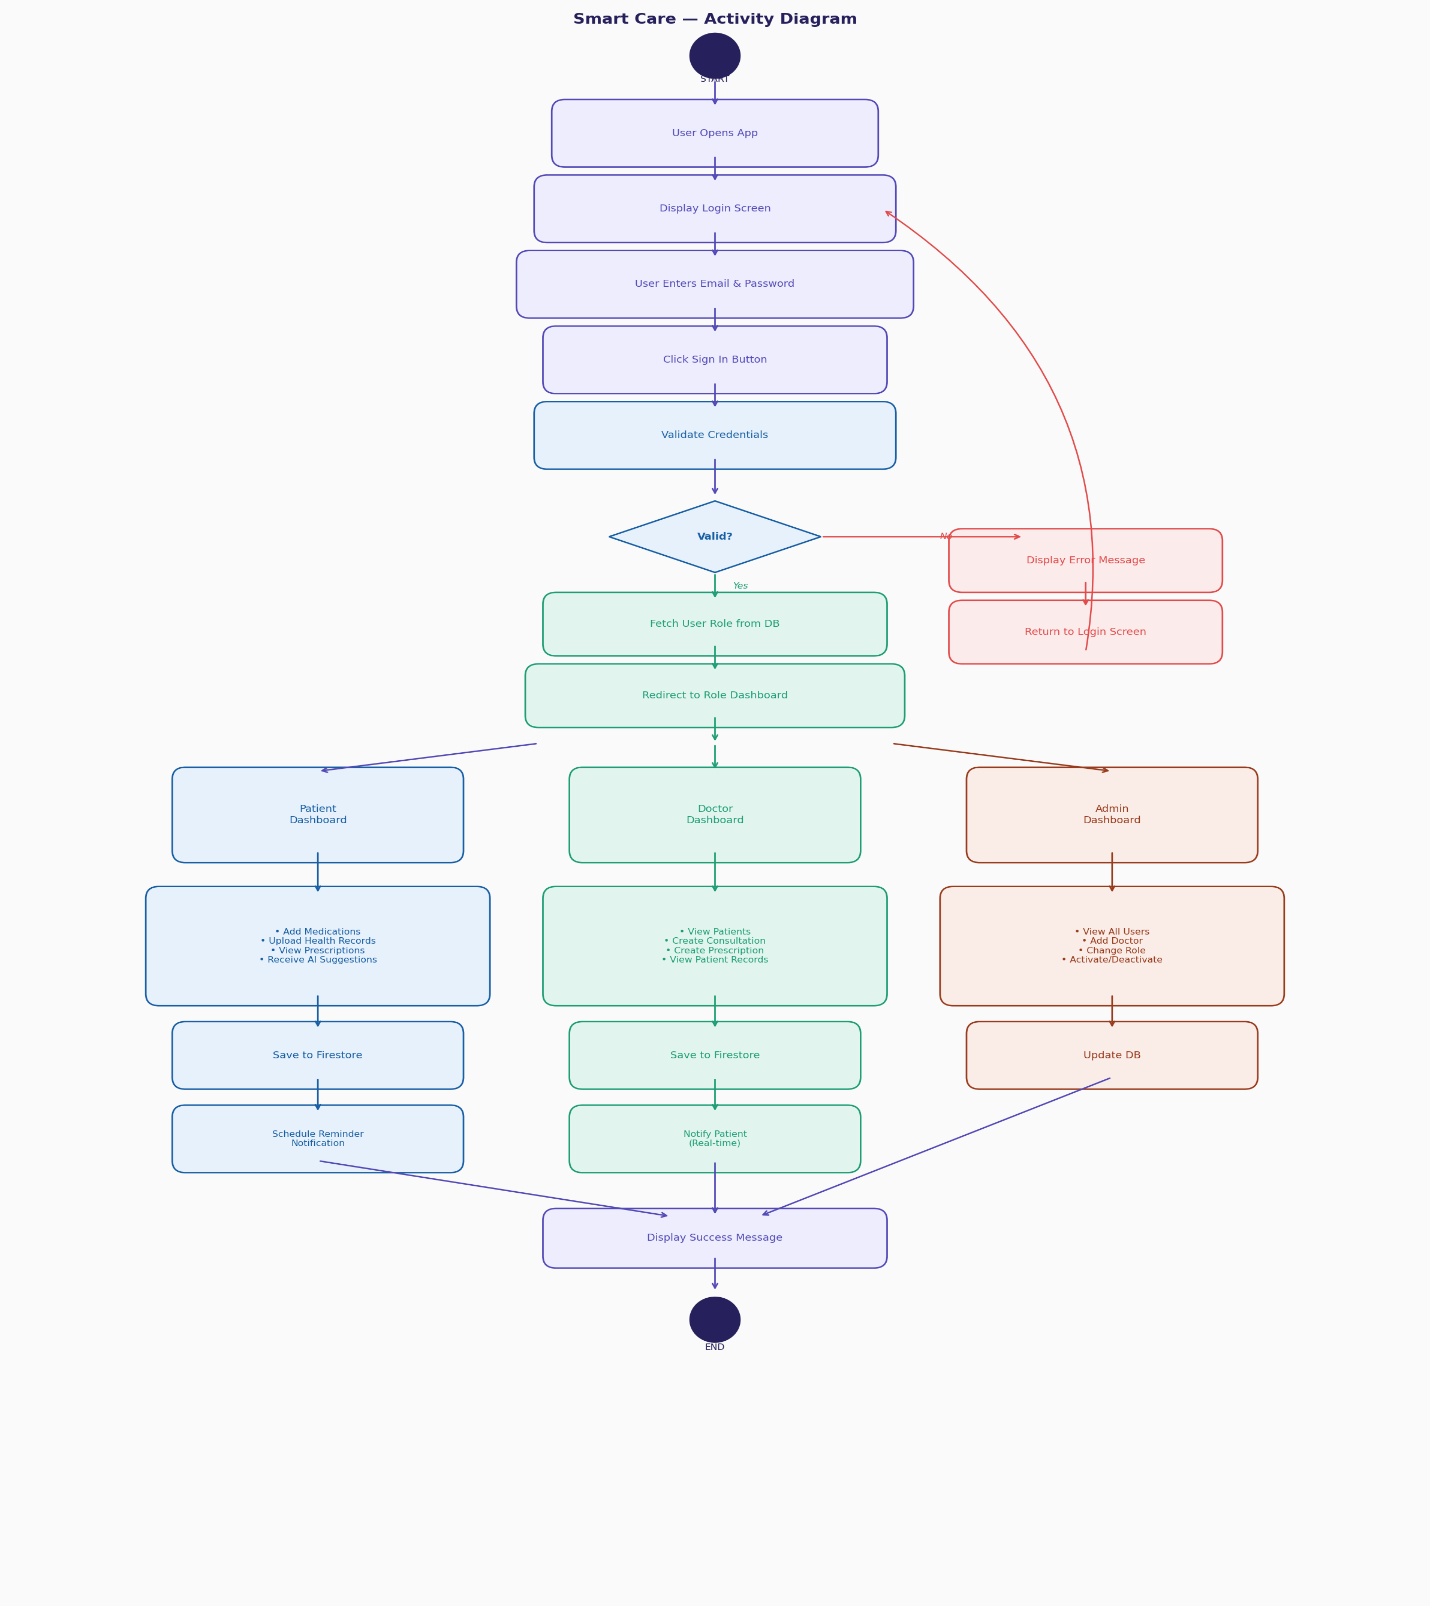 Smart Care — Activity Diagram
START
User Opens App
Display Login Screen
User Enters Email & Password
Click Sign In Button
Validate Credentials
Valid?
No
Display Error Message
Yes
Fetch User Role from DB
Return to Login Screen
Redirect to Role Dashboard
Patient
Dashboard
Doctor
Dashboard
Admin
Dashboard
• Add Medications
• Upload Health Records
• View Prescriptions
• Receive AI Suggestions
• View Patients
• Create Consultation
• Create Prescription
• View Patient Records
• View All Users
• Add Doctor
• Change Role
• Activate/Deactivate
Save to Firestore
Save to Firestore
Update DB
Schedule Reminder
Notification
Notify Patient
(Real-time)
Display Success Message
END